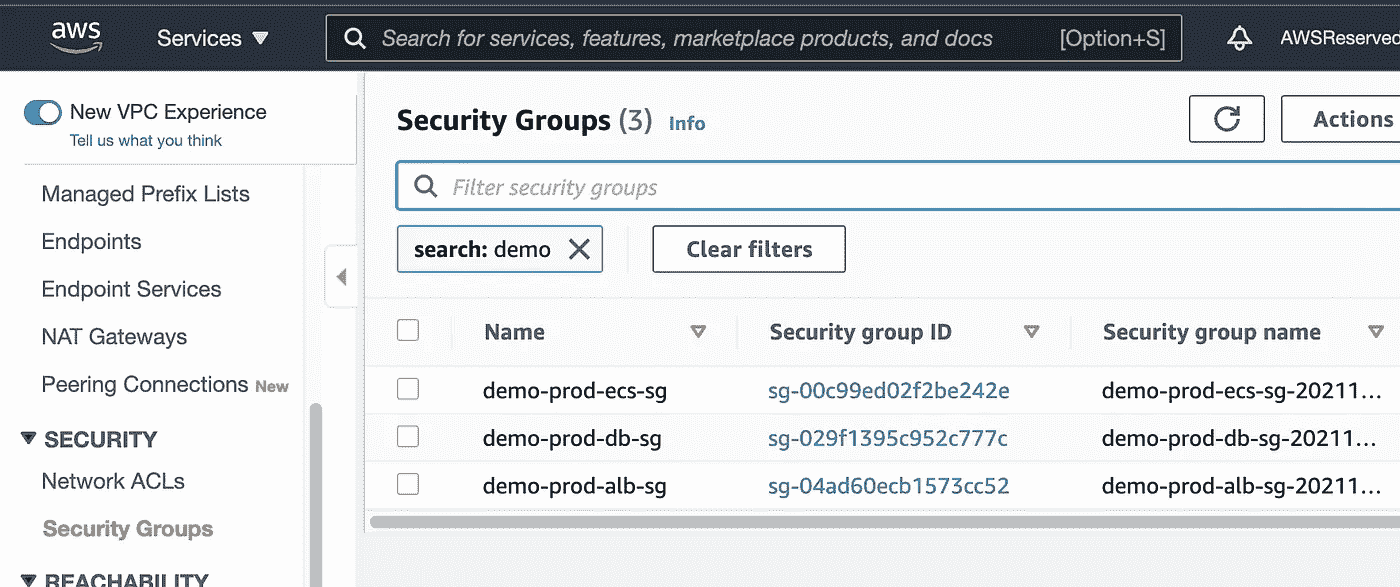 aws Services Search for services, features, marketplace products, and docs [Option+S] AWSReserved
New VPC Experience
Tell us what you think
Managed Prefix Lists
Endpoints
Endpoint Services
NAT Gateways
Peering Connections New
SECURITY
Network ACLs
Security Groups
REACHABILITY
Security Groups (3) Info Actions
Filter security groups
search: demo Clear filters
Name Security group ID Security group name
demo-prod-ecs-sg sg-00c99ed02f2be242e demo-prod-ecs-sg-20211...
demo-prod-db-sg sg-029f1395c952c777c demo-prod-db-sg-20211...
demo-prod-alb-sg sg-04ad60ecb1573cc52 demo-prod-alb-sg-20211...